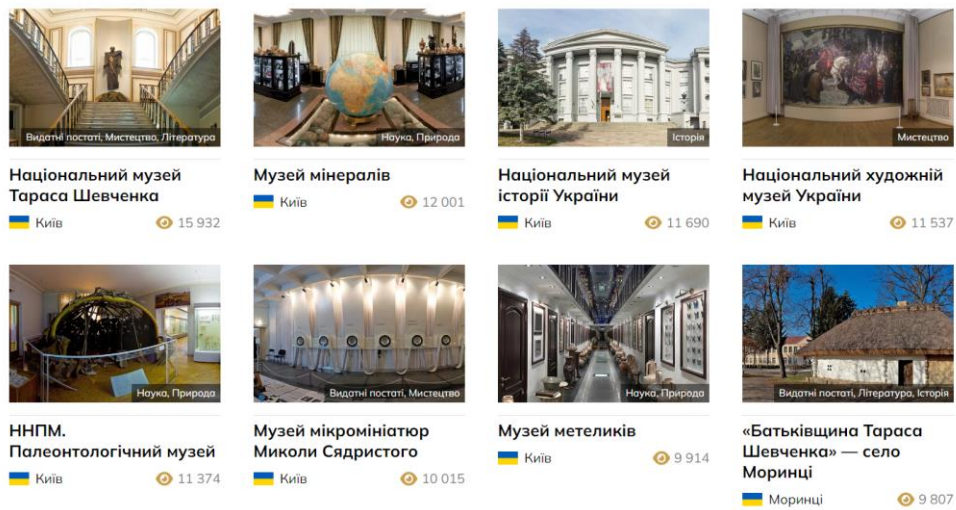 Видатні постаті, Мистецтво, Література
Наука, Природа
Історія
Мистецтво
Національний музей
Тараса Шевченка
Музей мінералів
Національний музей
історії України
Національний художній
музей України
Київ 15 932
Київ 12 001
Київ 11 690
Київ 11 537
Наука, Природа
Видатні постаті, Мистецтво
Наука, Природа
Видатні постаті, Література, Історія
ННПМ.
Палеонтологічний музей
Музей мікромініатюр
Миколи Сядристого
Музей метеликів
«Батьківщина Тараса
Шевченка» — село
Моринці
Київ 11 374
Київ 10 015
Київ 9 914
Моринці 9 807